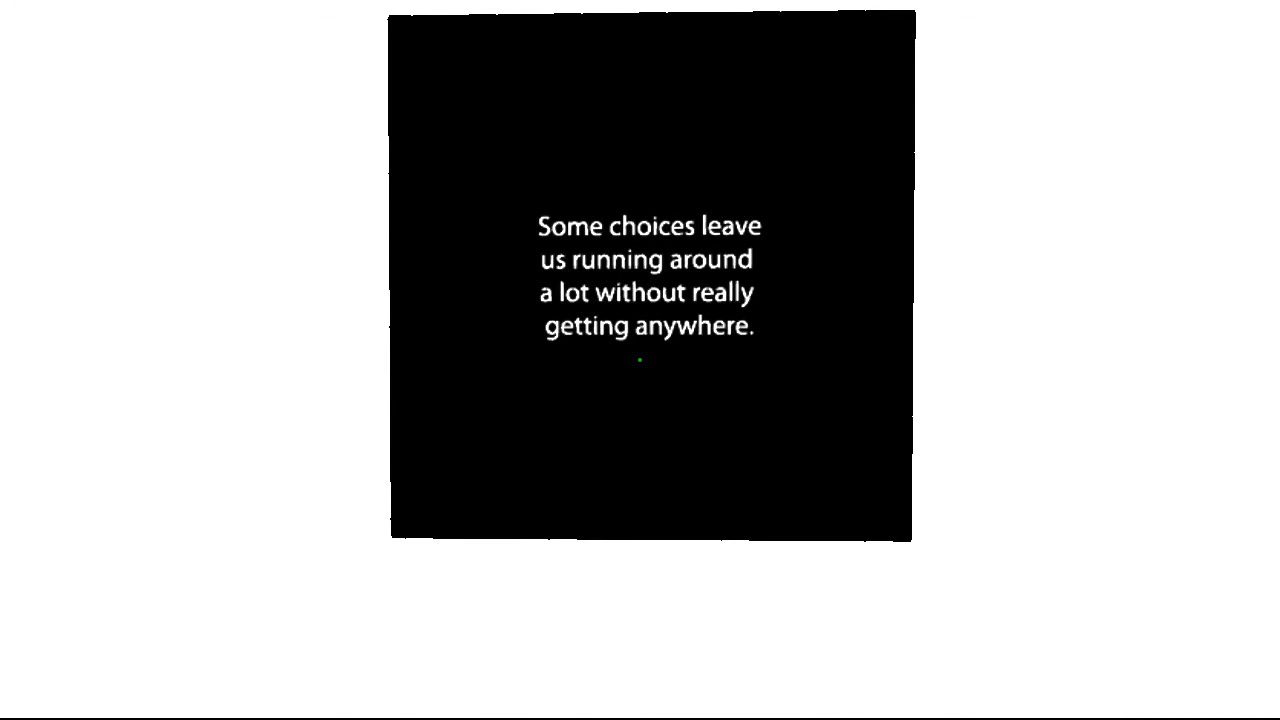 Some choices leave
us running around
a lot without really
getting anywhere.